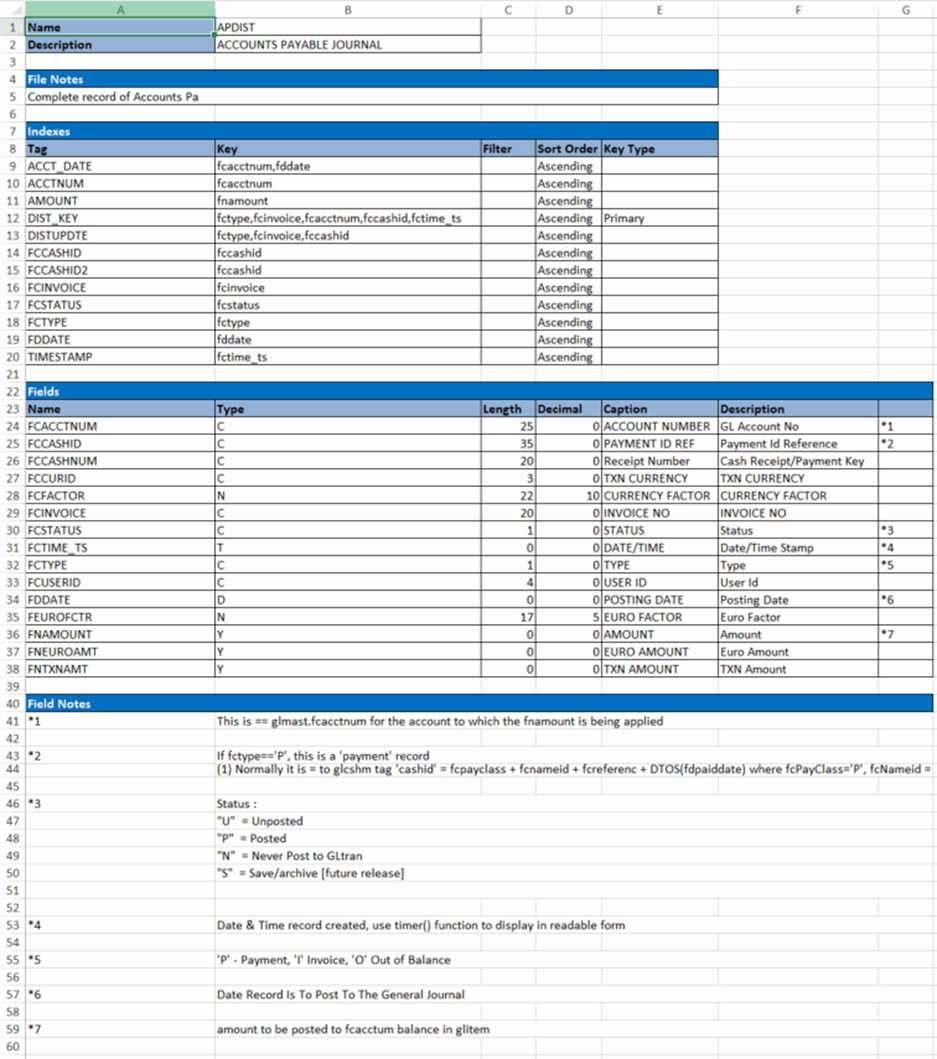 A B C D E F G
1 Name APDIST
2 Description ACCOUNTS PAYABLE JOURNAL
3
4 File Notes
5 Complete record of Accounts Pa
6
7 Indexes
8 Tag Key Filter Sort Order Key Type
9 ACCT_DATE fcacctnum,fddate Ascending
10 ACCTNUM fcacctnum Ascending
11 AMOUNT fnamount Ascending
12 DIST_KEY fctype,fcinvoice,fcacctnum,fccashid,fctime_ts Ascending Primary
13 DISTUPDTE fctype,fcinvoice,fccashid Ascending
14 FCCASHID fccashid Ascending
15 FCCASHID2 fccashid Ascending
16 FCINVOICE fcinvoice Ascending
17 FCSTATUS fcstatus Ascending
18 FCTYPE fctype Ascending
19 FDDATE fddate Ascending
20 TIMESTAMP fctime_ts Ascending
21
22 Fields
23 Name Type Length Decimal Caption Description
24 FCACCTNUM C 25 0 ACCOUNT NUMBER GL Account No *1
25 FCCASHID C 35 0 PAYMENT ID REF Payment Id Reference *2
26 FCCASHNUM C 20 0 Receipt Number Cash Receipt/Payment Key
27 FCCURID C 3 0 TXN CURRENCY TXN CURRENCY
28 FCFACTOR N 22 10 CURRENCY FACTOR CURRENCY FACTOR
29 FCINVOICE C 20 0 INVOICE NO INVOICE NO
30 FCSTATUS C 1 0 STATUS Status *3
31 FCTIME_TS T 0 0 DATE/TIME Date/Time Stamp *4
32 FCTYPE C 1 0 TYPE Type *5
33 FCUSERID C 4 0 USER ID User Id
34 FDDATE D 0 0 POSTING DATE Posting Date *6
35 FEUROFCTR N 17 5 EURO FACTOR Euro Factor
36 FNAMOUNT Y 0 0 AMOUNT Amount *7
37 FNEUROAMT Y 0 0 EURO AMOUNT Euro Amount
38 FNTXNAMT Y 0 0 TXN AMOUNT TXN Amount
39
40 Field Notes
41 *1 This is == glmast.fcacctnum for the account to which the fnamount is being applied
42
43 *2 If fctype=='P', this is a 'payment' record
44 (1) Normally it is = to glcshm tag 'cashid' = fcpayclass + fcnameid + fcreferenc + DTOS(fdpaiddate) where fcPayClass='P', fcNameid =
45
46 *3 Status :
47 "U" = Unposted
48 "P" = Posted
49 "N" = Never Post to GLtran
50 "S" = Save/archive [future release]
51
52
53 *4 Date & Time record created, use timer() function to display in readable form
54
55 *5 'P' - Payment, 'I' Invoice, 'O' Out of Balance
56
57 *6 Date Record Is To Post To The General Journal
58
59 *7 amount to be posted to fcacctum balance in glitem
60